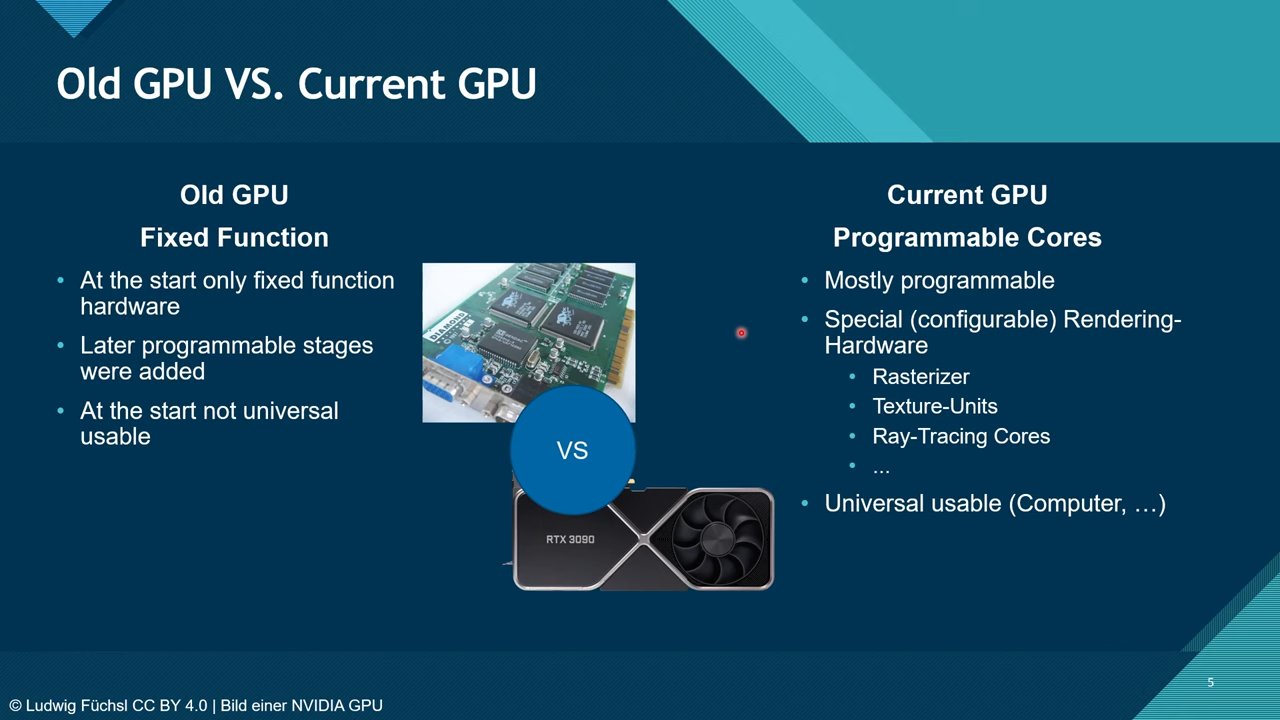 Old GPU VS. Current GPU
Old GPU
Fixed Function
• At the start only fixed function
hardware
• Later programmable stages
were added
• At the start not universal
usable
DIAMOND
VS
RTX 3090
Current GPU
Programmable Cores
• Mostly programmable
• Special (configurable) Rendering-
Hardware
• Rasterizer
• Texture-Units
• Ray-Tracing Cores
• ...
• Universal usable (Computer, …)
5
© Ludwig Füchsl CC BY 4.0 | Bild einer NVIDIA GPU